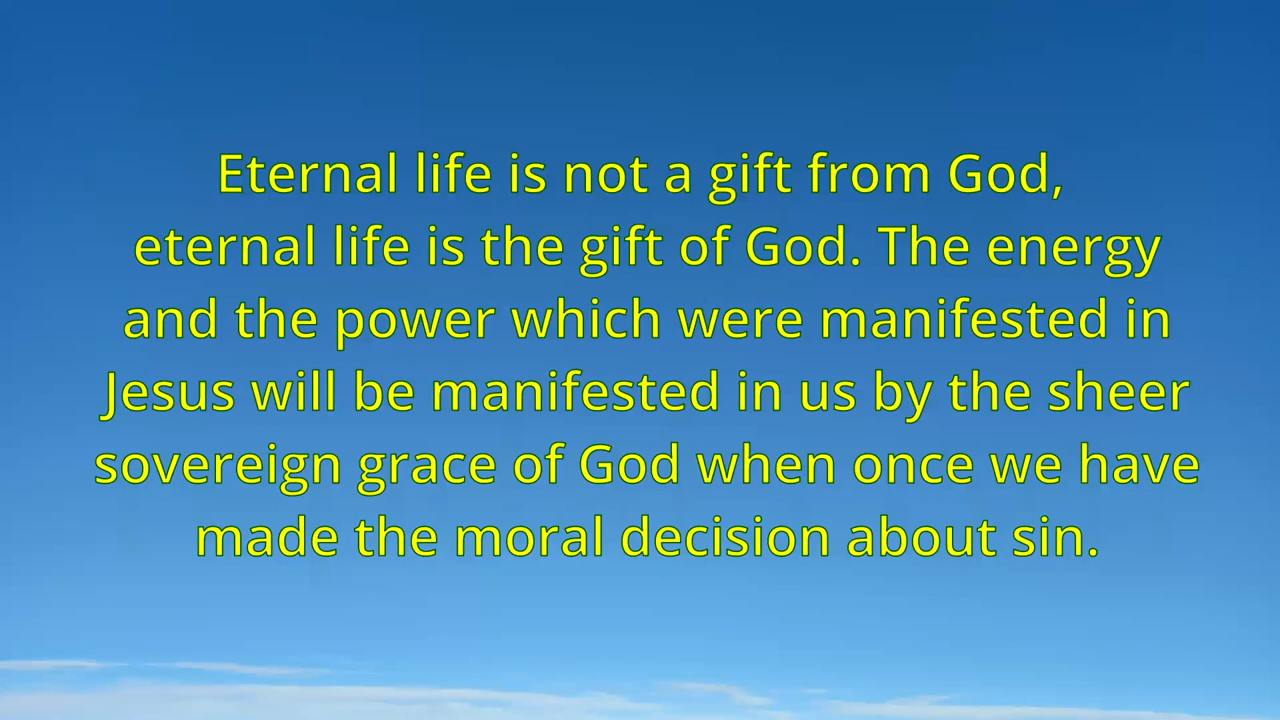 Eternal life is not a gift from God,
eternal life is the gift of God. The energy
and the power which were manifested in
Jesus will be manifested in us by the sheer
sovereign grace of God when once we have
made the moral decision about sin.